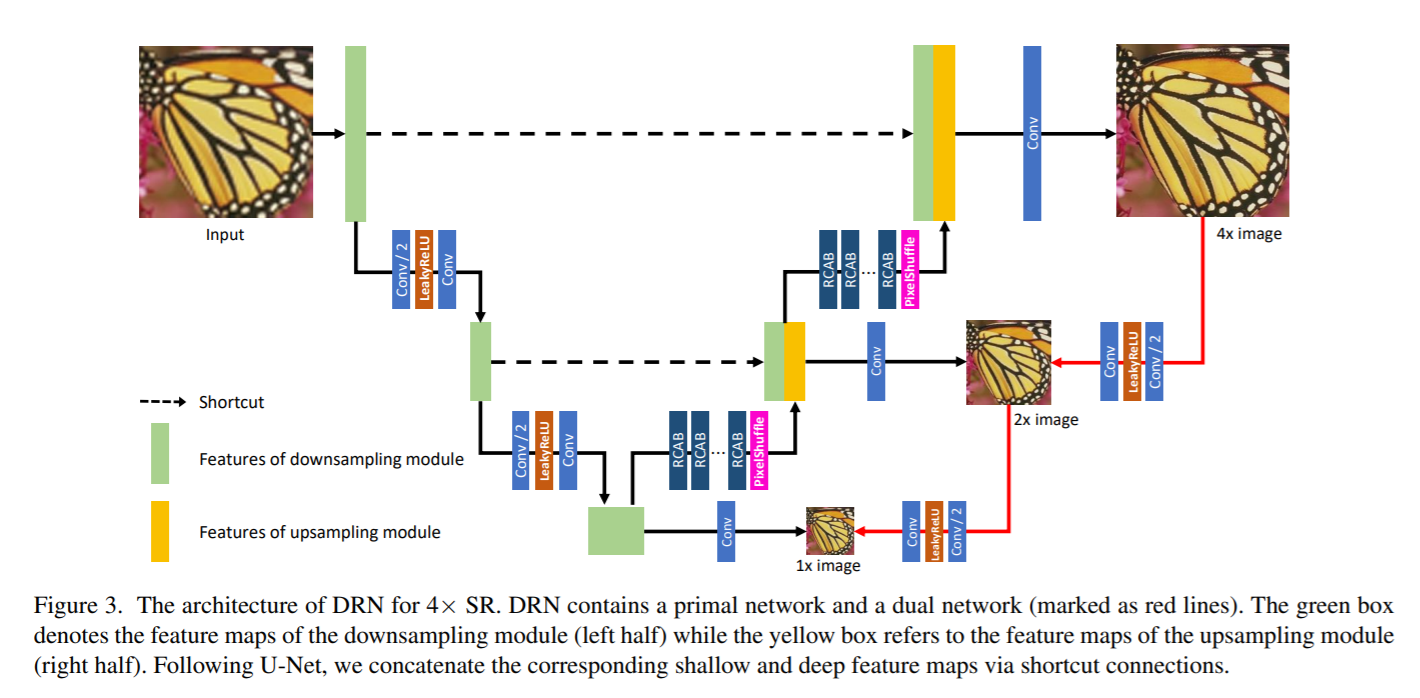 Input
4x image
Conv
Conv / 2
LeakyReLU
Conv
RCAB
RCAB
...
RCAB
PixelShuffle
Conv
Conv
LeakyReLU
Conv / 2
2x image
Shortcut
Features of downsampling module
Features of upsampling module
Conv / 2
LeakyReLU
Conv
RCAB
RCAB
...
RCAB
PixelShuffle
Conv
1x image
Conv
LeakyReLU
Conv / 2
Figure 3. The architecture of DRN for 4× SR. DRN contains a primal network and a dual network (marked as red lines). The green box
denotes the feature maps of the downsampling module (left half) while the yellow box refers to the feature maps of the upsampling module
(right half). Following U-Net, we concatenate the corresponding shallow and deep feature maps via shortcut connections.